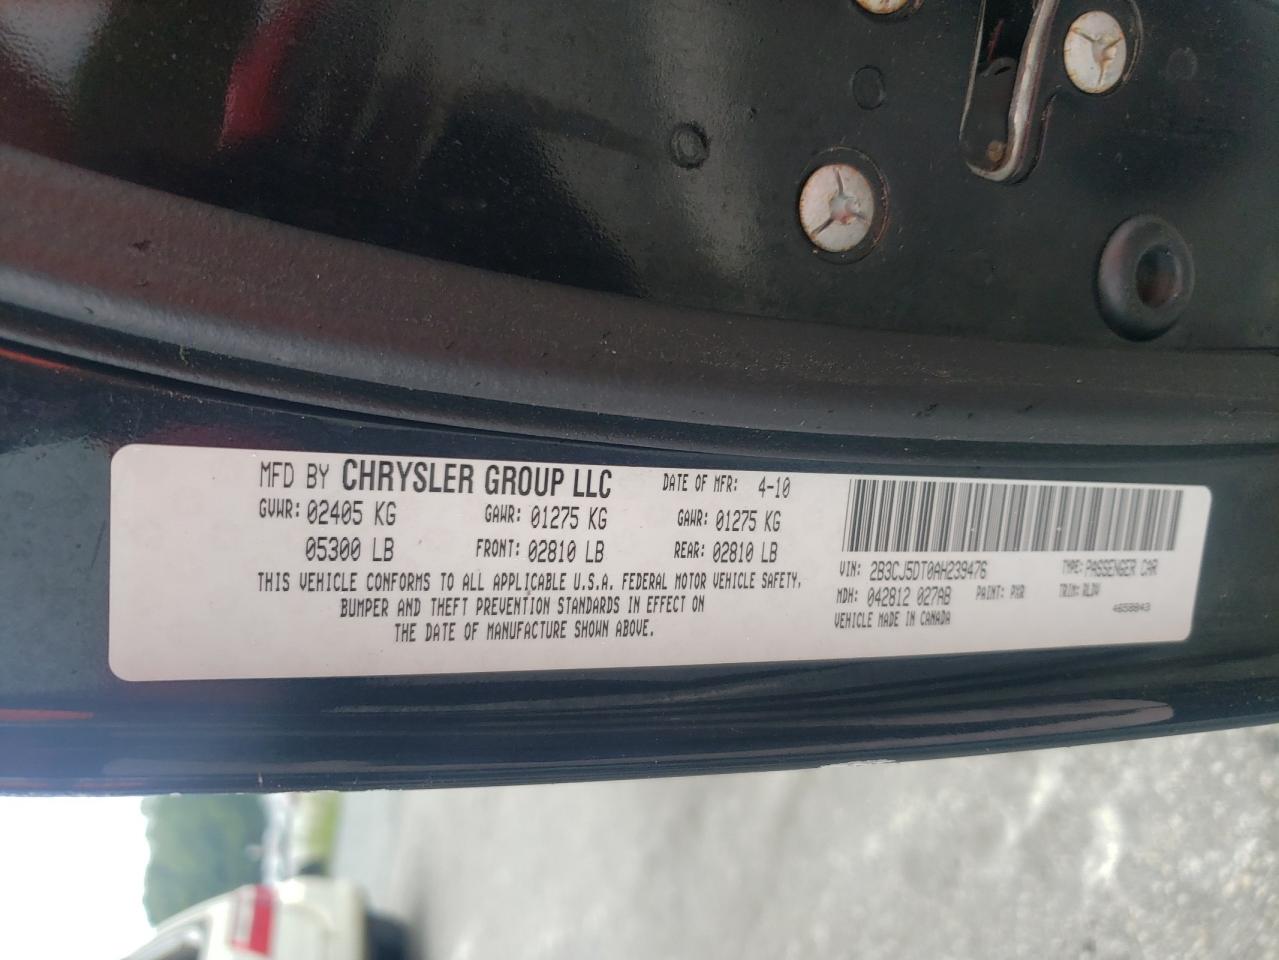 MFD BY CHRYSLER GROUP LLC DATE OF MFR: 4-10
GVWR: 02405 KG GAWR: 01275 KG GAWR: 01275 KG
05300 LB FRONT: 02810 LB REAR: 02810 LB
THIS VEHICLE CONFORMS TO ALL APPLICABLE U.S.A. FEDERAL MOTOR VEHICLE SAFETY,
BUMPER AND THEFT PREVENTION STANDARDS IN EFFECT ON
THE DATE OF MANUFACTURE SHOWN ABOVE.
VIN: 2B3CJ5DT0AH239476 TYPE: PASSENGER CAR
MDH: 042812 027AB PAINT: PXR TRIM: RLDV
VEHICLE MADE IN CANADA 4658843